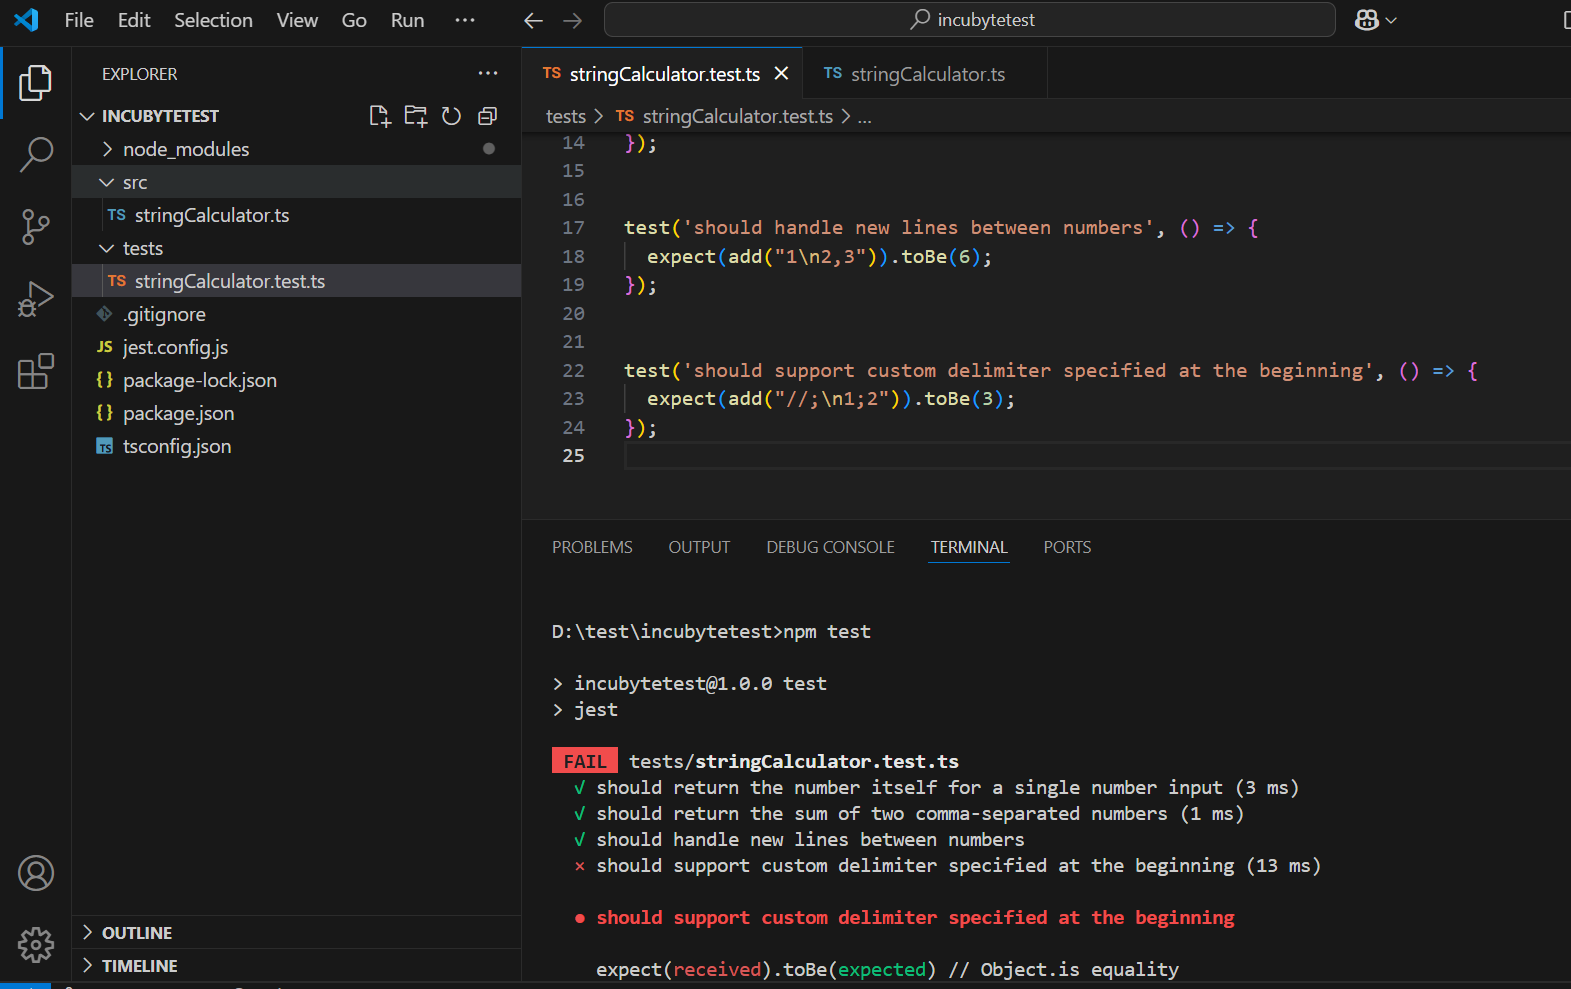 File Edit Selection View Go Run ··· incubytetest
EXPLORER ···
INCUBYTETEST
node_modules
src
TS stringCalculator.ts
tests
TS stringCalculator.test.ts
.gitignore
JS jest.config.js
{} package-lock.json
{} package.json
TS tsconfig.json
OUTLINE
TIMELINE
TS stringCalculator.test.ts TS stringCalculator.ts
tests > TS stringCalculator.test.ts > ...
14 });
15
16
17 test('should handle new lines between numbers', () => {
18 expect(add("1\n2,3")).toBe(6);
19 });
20
21
22 test('should support custom delimiter specified at the beginning', () => {
23 expect(add("//;\n1;2")).toBe(3);
24 });
25
PROBLEMS OUTPUT DEBUG CONSOLE TERMINAL PORTS
D:\test\incubytetest>npm test
> incubytetest@1.0.0 test
> jest
FAIL tests/stringCalculator.test.ts
√ should return the number itself for a single number input (3 ms)
√ should return the sum of two comma-separated numbers (1 ms)
√ should handle new lines between numbers
× should support custom delimiter specified at the beginning (13 ms)
● should support custom delimiter specified at the beginning
expect(received).toBe(expected) // Object.is equality